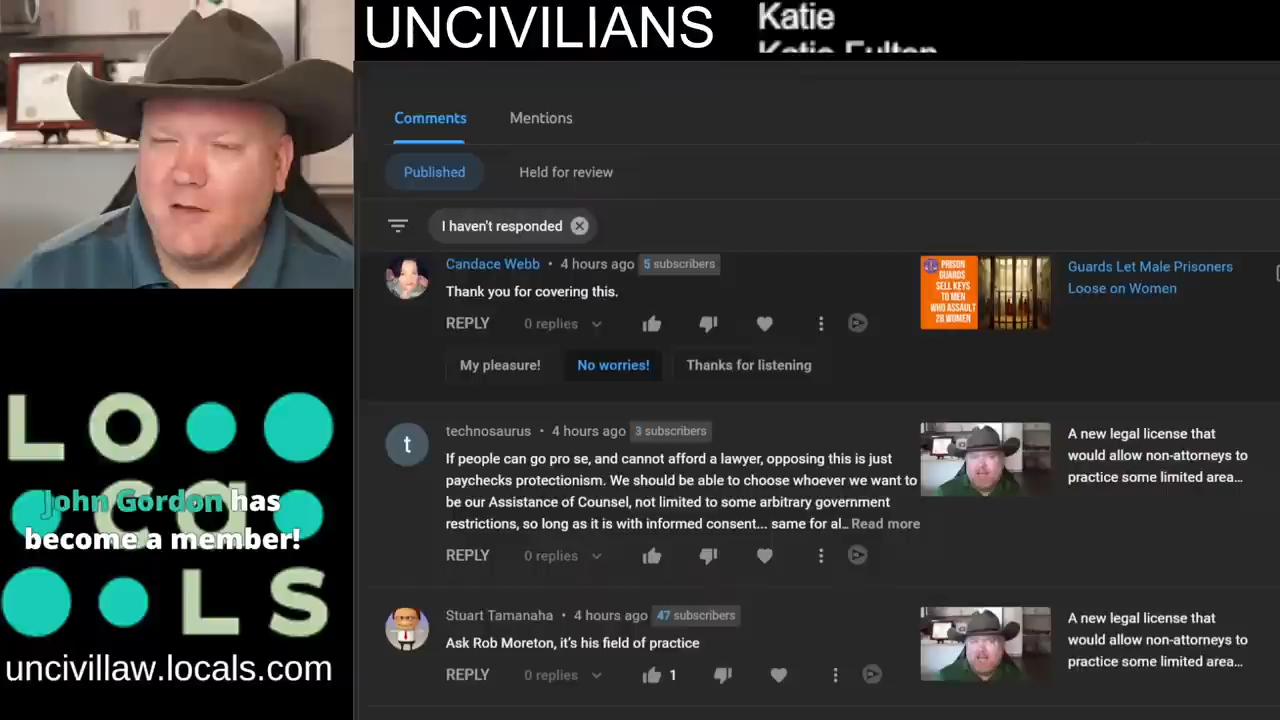 UNCIVILIANS
Katie
Katie Fulton
Comments
Mentions
Published
Held for review
I haven't responded
Candace Webb • 4 hours ago 5 subscribers
Thank you for covering this.
REPLY 0 replies
My pleasure! No worries! Thanks for listening
PRISON
GUARDS
SELL KEYS
TO MEN
WHO ASSAULT
28 WOMEN
Guards Let Male Prisoners
Loose on Women
t
technosaurus • 4 hours ago 3 subscribers
If people can go pro se, and cannot afford a lawyer, opposing this is just
paychecks protectionism. We should be able to choose whoever we want to
be our Assistance of Counsel, not limited to some arbitrary government
restrictions, so long as it is with informed consent... same for al... Read more
REPLY 0 replies
A new legal license that
would allow non-attorneys to
practice some limited area...
Stuart Tamanaha • 4 hours ago 47 subscribers
Ask Rob Moreton, it's his field of practice
REPLY 0 replies 1
A new legal license that
would allow non-attorneys to
practice some limited area...
LO
ca
LS
John Gordon has
become a member!
uncivillaw.locals.com